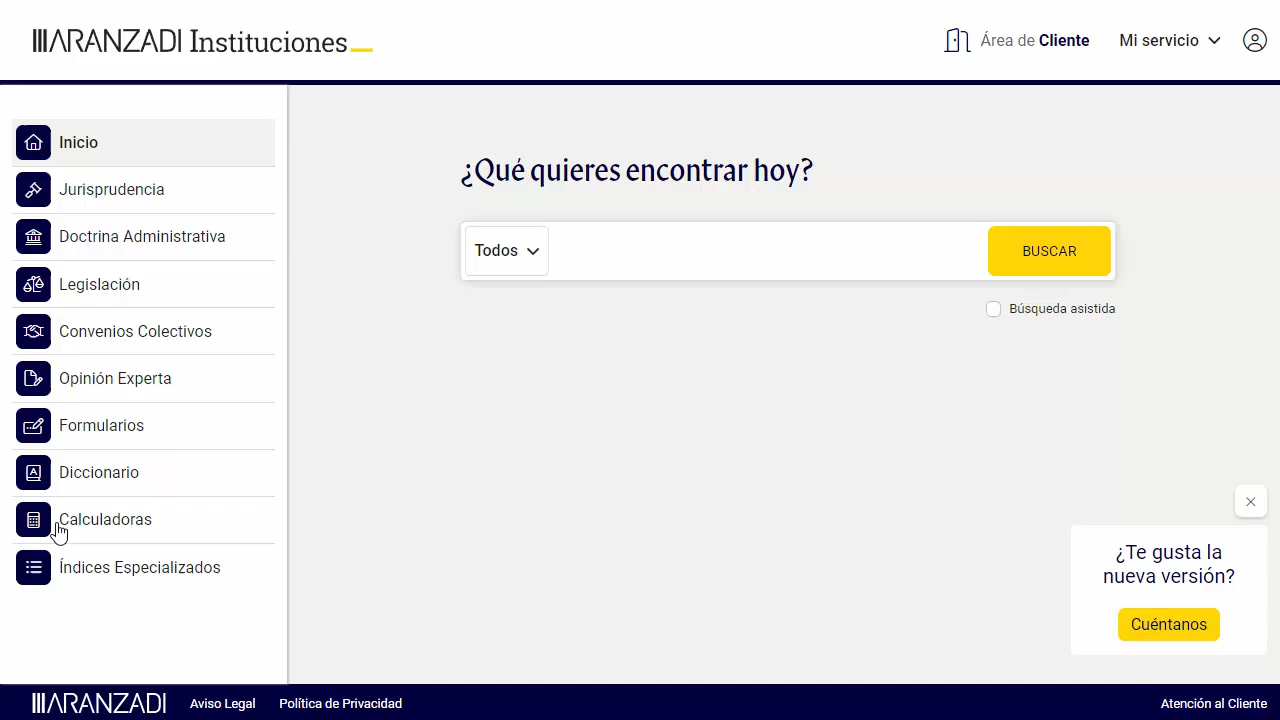 ARANZADI Instituciones
Área de Cliente
Mi servicio
Inicio
Jurisprudencia
Doctrina Administrativa
Legislación
Convenios Colectivos
Opinión Experta
Formularios
Diccionario
Calculadoras
Índices Especializados
¿Qué quieres encontrar hoy?
Todos
BUSCAR
Búsqueda asistida
¿Te gusta la
nueva versión?
Cuéntanos
ARANZADI
Aviso Legal
Política de Privacidad
Atención al Cliente